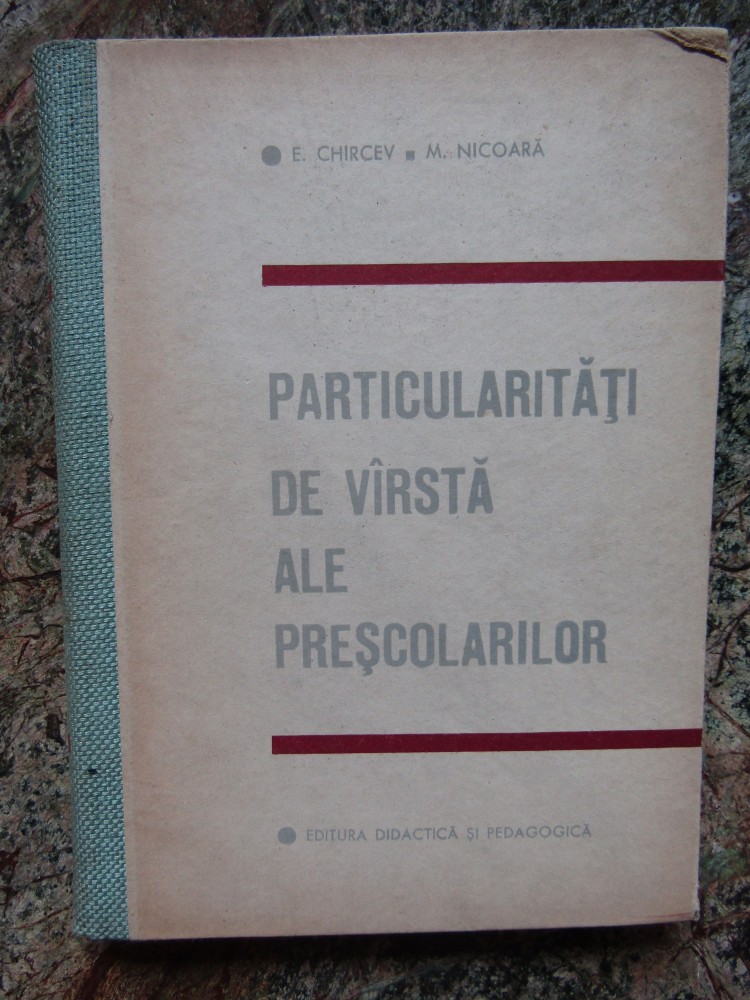 E. CHIRCEV ▪ M. NICOARĂ
PARTICULARITĂŢI
DE VÎRSTĂ
ALE
PREŞCOLARILOR
EDITURA DIDACTICĂ ŞI PEDAGOGICĂ